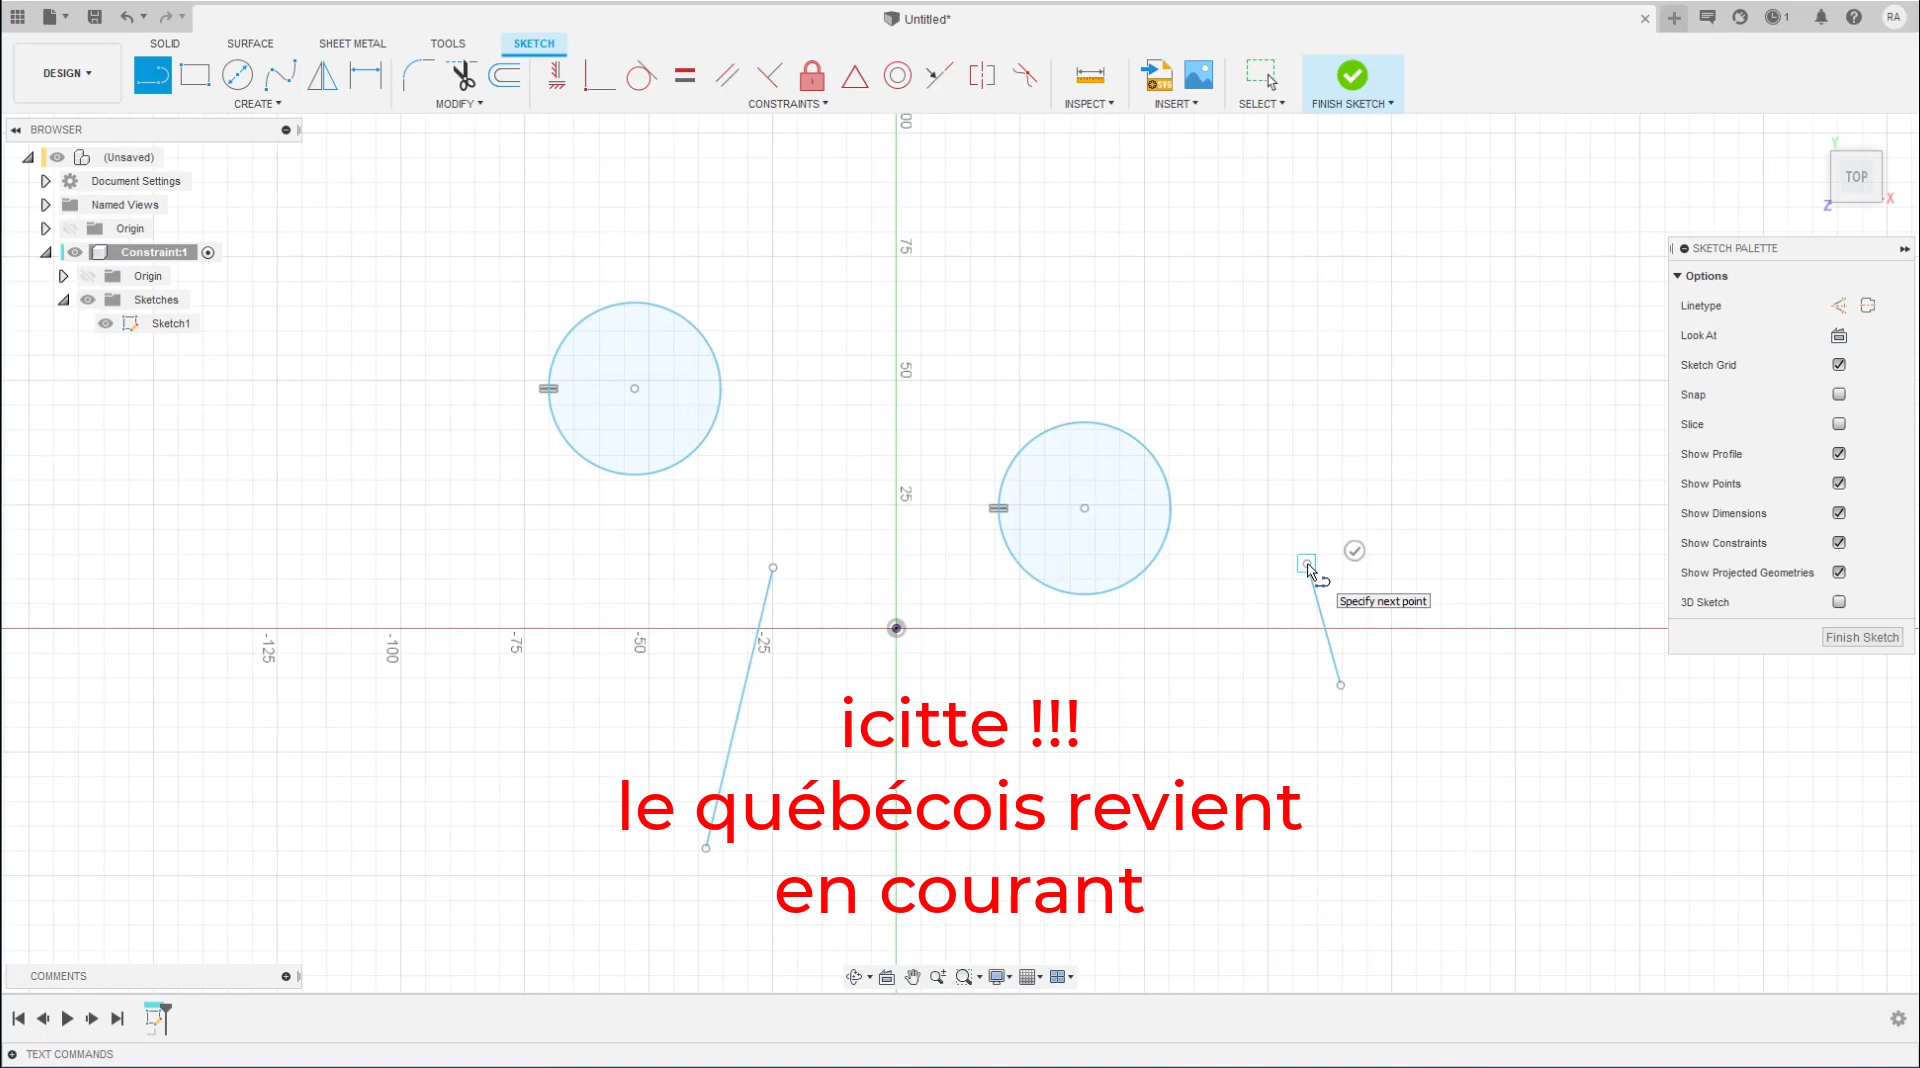 Untitled*
1
RA
DESIGN
SOLID SURFACE SHEET METAL TOOLS SKETCH
CREATE MODIFY CONSTRAINTS INSPECT INSERT SELECT FINISH SKETCH
BROWSER
(Unsaved)
Document Settings
Named Views
Origin
Constraint:1
Origin
Sketches
Sketch1
00
75
50
25
-125 -100 -75 -50 -25
Y
TOP
X
Z
SKETCH PALETTE
Options
Linetype
Look At
Sketch Grid
Snap
Slice
Show Profile
Show Points
Show Dimensions
Show Constraints
Show Projected Geometries
3D Sketch
Finish Sketch
Specify next point
icitte !!!
le québécois revient
en courant
COMMENTS
TEXT COMMANDS